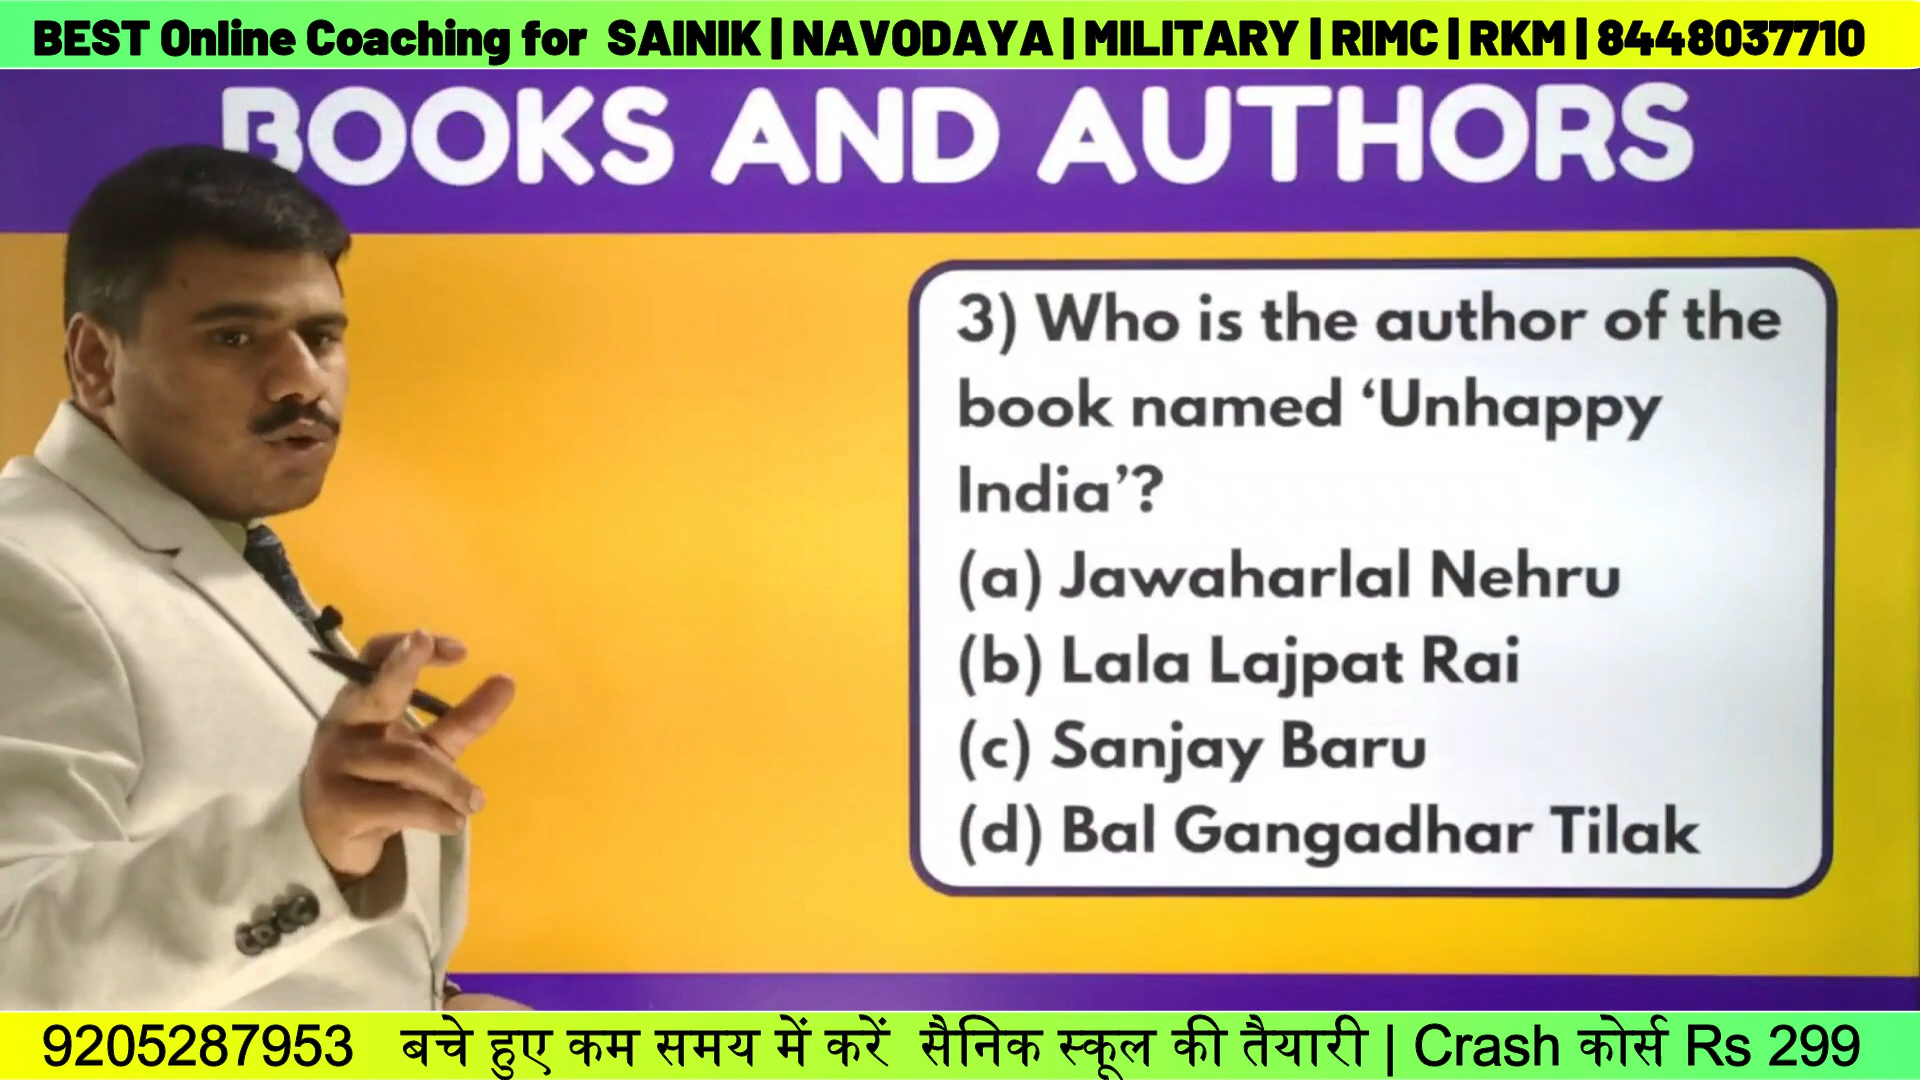 BEST Online Coaching for SAINIK | NAVODAYA | MILITARY | RIMC | RKM | 8448037710
BOOKS AND AUTHORS
3) Who is the author of the
book named ‘Unhappy
India’?
(a) Jawaharlal Nehru
(b) Lala Lajpat Rai
(c) Sanjay Baru
(d) Bal Gangadhar Tilak
9205287953 बचे हुए कम समय में करें सैनिक स्कूल की तैयारी | Crash कोर्स Rs 299